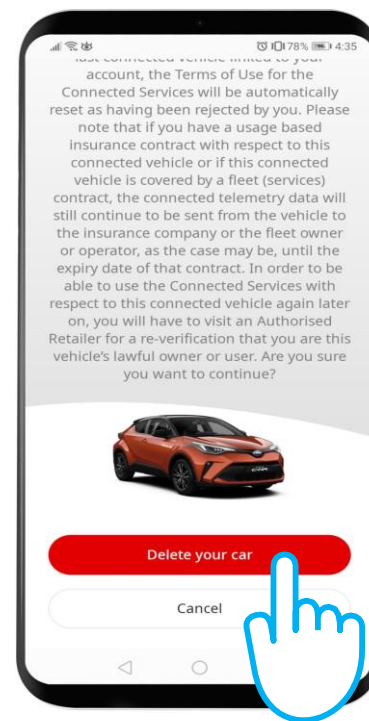 78% 4:35
last connected vehicle linked to your
account, the Terms of Use for the
Connected Services will be automatically
reset as having been rejected by you. Please
note that if you have a usage based
insurance contract with respect to this
connected vehicle or if this connected
vehicle is covered by a fleet (services)
contract, the connected telemetry data will
still continue to be sent from the vehicle to
the insurance company or the fleet owner
or operator, as the case may be, until the
expiry date of that contract. In order to be
able to use the Connected Services with
respect to this connected vehicle again later
on, you will have to visit an Authorised
Retailer for a re-verification that you are this
vehicle's lawful owner or user. Are you sure
you want to continue?
Delete your car
Cancel